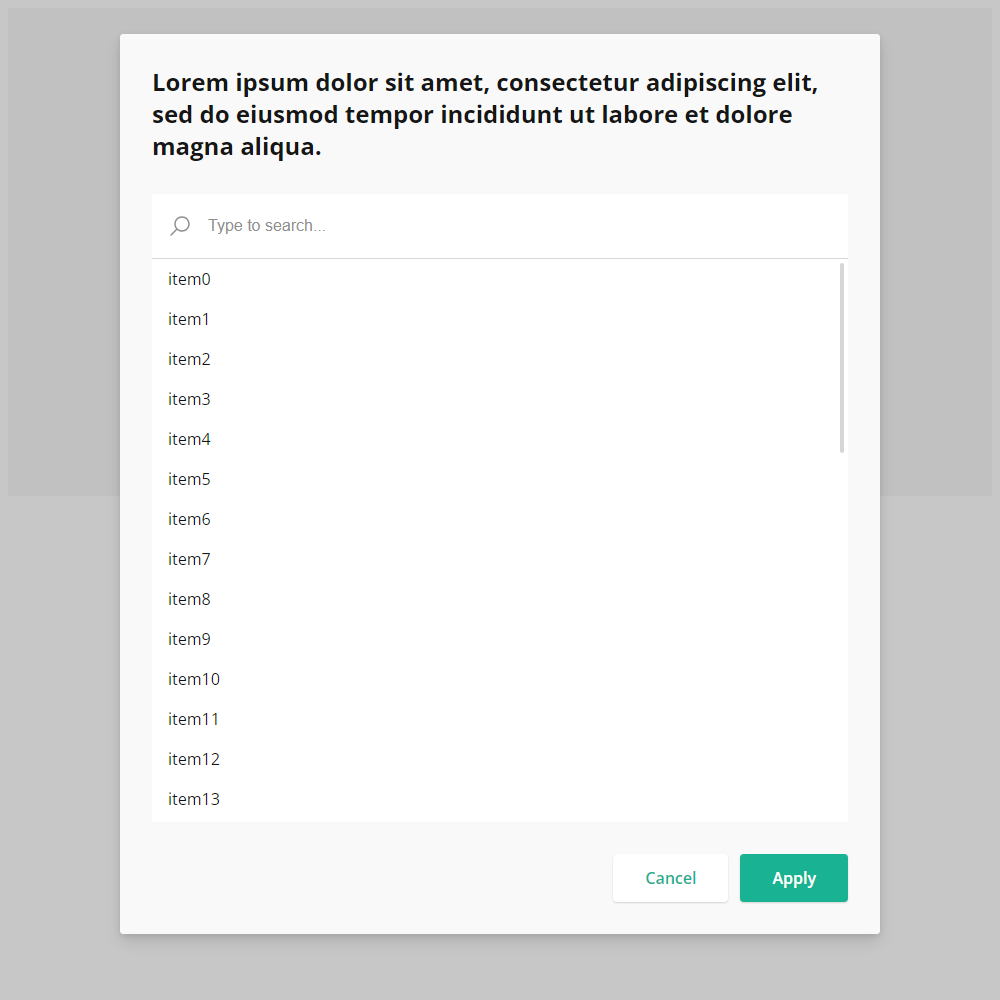 Lorem ipsum dolor sit amet, consectetur adipiscing elit,
sed do eiusmod tempor incididunt ut labore et dolore
magna aliqua.
Type to search...
item0
item1
item2
item3
item4
item5
item6
item7
item8
item9
item10
item11
item12
item13
Cancel Apply